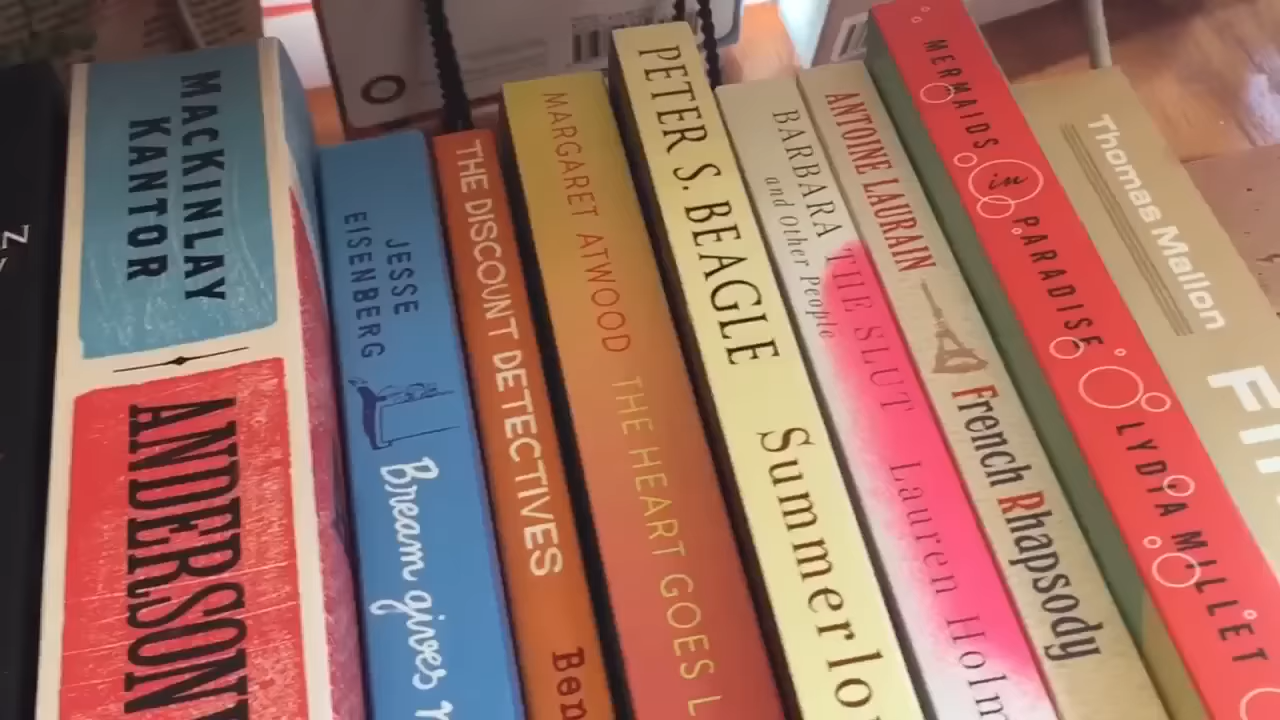 MACKINLAY
KANTOR
ANDERSON
JESSE
EISENBERG
Bream gives
THE DISCOUNT DETECTIVES
Ben
MARGARET ATWOOD THE HEART GOES L
PETER S. BEAGLE Summerlo
BARBARA THE SLUT
and Other People
Lauren Holm
ANTOINE LAURAIN French Rhapsody
MERMAIDS in PARADISE LYDIA MILLET
Thomas Mallon